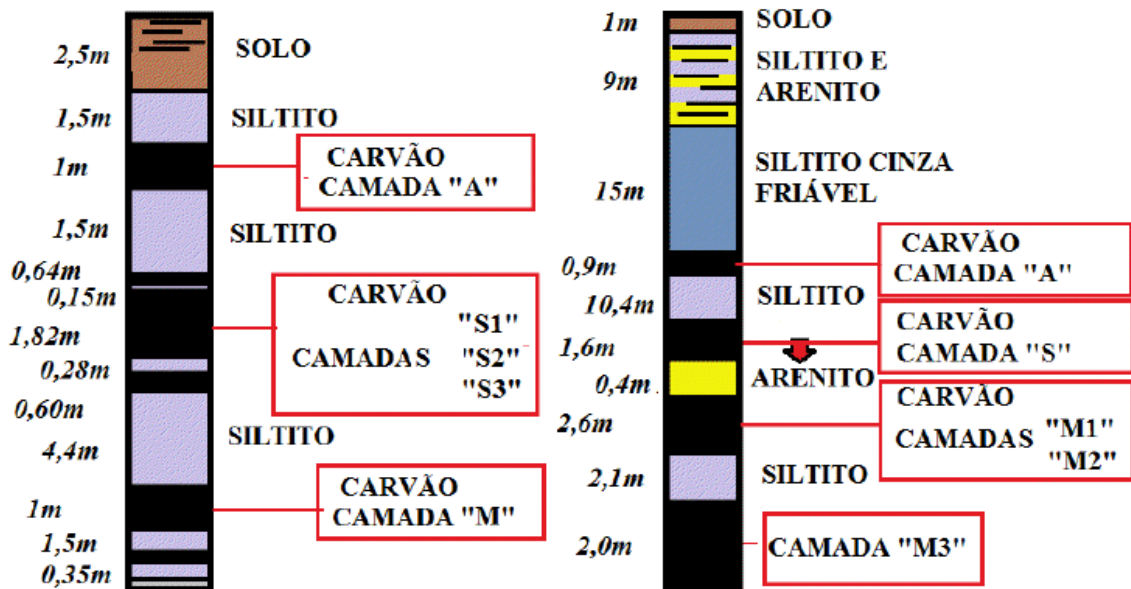 2,5m
SOLO
1,5m
SILTITO
1m
CARVÃO
CAMADA "A"
1,5m
SILTITO
0,64m
0,15m
1,82m
CARVÃO
"S1"
CAMADAS "S2"
"S3"
0,28m
0,60m
4,4m
SILTITO
1m
CARVÃO
CAMADA "M"
1,5m
0,35m
1m
SOLO
9m
SILTITO E
ARENITO
15m
SILTITO CINZA
FRIÁVEL
0,9m
CARVÃO
CAMADA "A"
10,4m
SILTITO
1,6m
CARVÃO
CAMADA "S"
0,4m
ARENITO
2,6m
CARVÃO
CAMADAS "M1"
"M2"
2,1m
SILTITO
2,0m
CAMADA "M3"